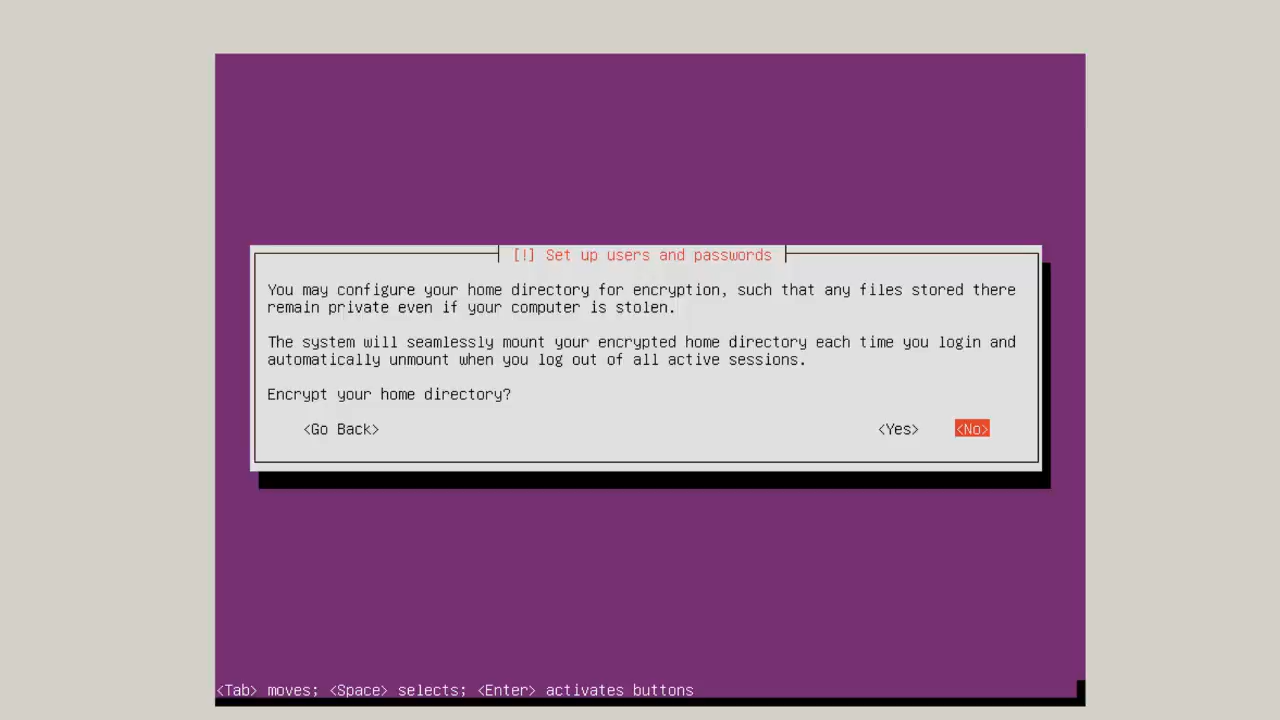 [!] Set up users and passwords
You may configure your home directory for encryption, such that any files stored there
remain private even if your computer is stolen.
The system will seamlessly mount your encrypted home directory each time you login and
automatically unmount when you log out of all active sessions.
Encrypt your home directory?
<Go Back> <Yes> <No>
<Tab> moves; <Space> selects; <Enter> activates buttons